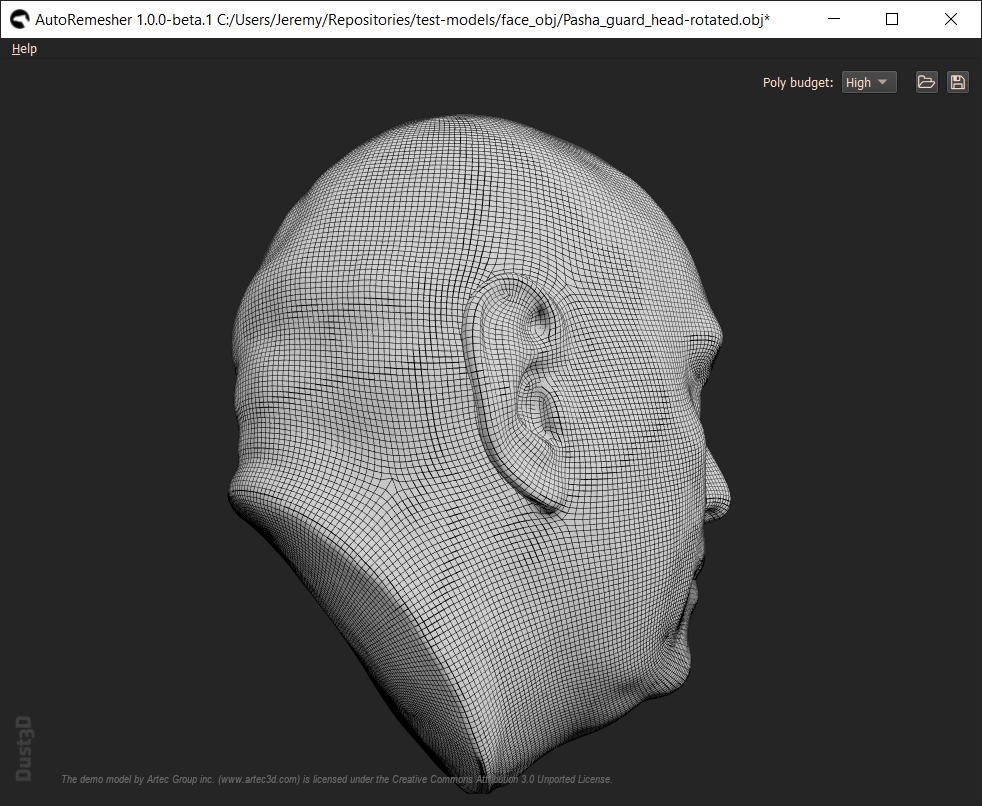 AutoRemesher 1.0.0-beta.1 C:/Users/Jeremy/Repositories/test-models/face_obj/Pasha_guard_head-rotated.obj*
Help
Poly budget: High
Dust3D
The demo model by Artec Group inc. (www.artec3d.com) is licensed under the Creative Commons Attribution 3.0 Unported License.